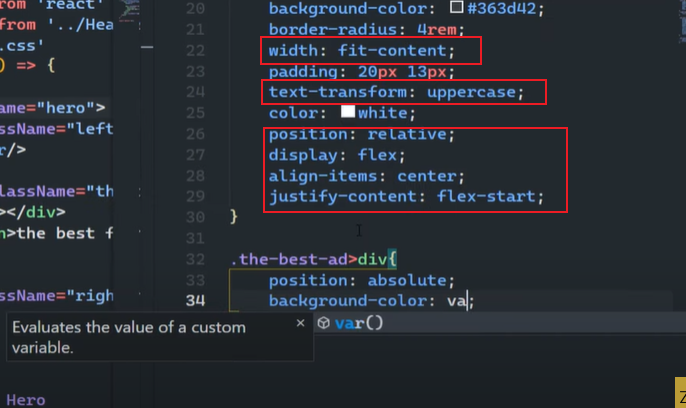 rom 'react'
from '../Hea
.css'
) => {
ame="hero">
ssName="left
r/>
lassName="th
></div>
n>the best f
ssName="righ
20 background-color: #363d42;
21 border-radius: 4rem;
22 width: fit-content;
23 padding: 20px 13px;
24 text-transform: uppercase;
25 color: white;
26 position: relative;
27 display: flex;
28 align-items: center;
29 justify-content: flex-start;
30 }
31
32 .the-best-ad>div{
33 position: absolute;
34 background-color: va;
var()
Evaluates the value of a custom ×
variable.
Hero
Z